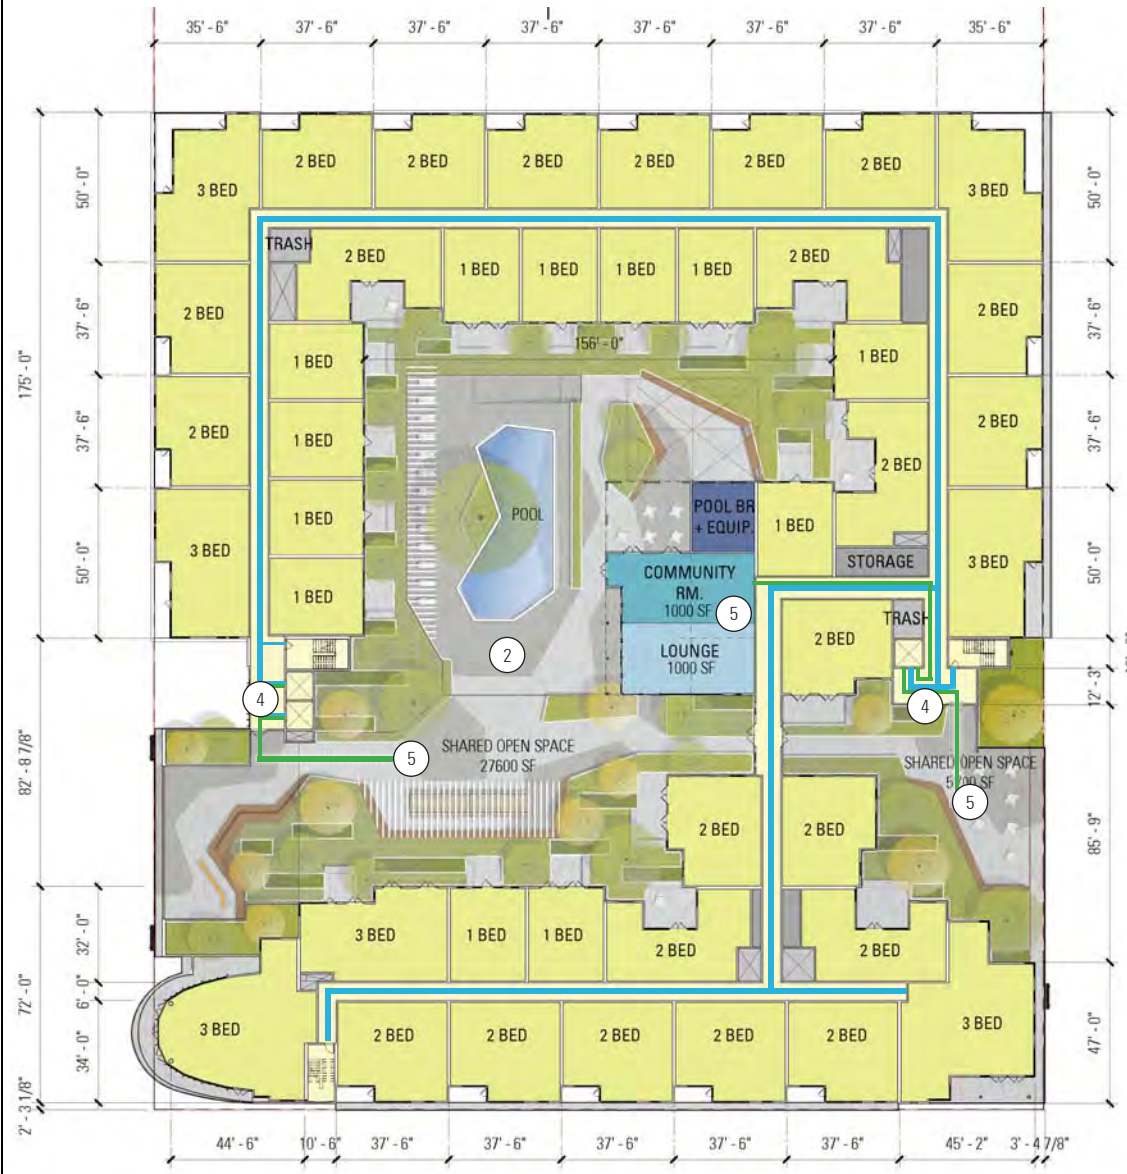 35' - 6" 37' - 6" 37' - 6" 37' - 6" 37' - 6" 37' - 6" 37' - 6" 35' - 6"
50' - 0"
37' - 6"
175' - 0"
37' - 6"
50' - 0"
82' - 8 7/8"
32' - 0"
72' - 0"
6' - 0"
34' - 0"
2' - 3 1/8"
3 BED
2 BED
2 BED
2 BED
2 BED
2 BED
2 BED
3 BED
TRASH
2 BED
1 BED
1 BED
1 BED
1 BED
2 BED
2 BED
2 BED
156' - 0"
1 BED
1 BED
2 BED
2 BED
1 BED
2 BED
POOL
POOL BR
+ EQUIP.
1 BED
1 BED
3 BED
STORAGE
3 BED
COMMUNITY
RM.
1000 SF
5
1 BED
TRASH
2 BED
2
LOUNGE
1000 SF
4
4
SHARED OPEN SPACE
27600 SF
5
SHARED OPEN SPACE
5
2 BED
2 BED
3 BED
1 BED
1 BED
2 BED
2 BED
3 BED
2 BED
2 BED
2 BED
2 BED
2 BED
3 BED
50' - 0"
37' - 6"
37' - 6"
50' - 0"
12' - 3"
85' - 9"
47' - 0"
44' - 6" 10' - 6" 37' - 6" 37' - 6" 37' - 6" 37' - 6" 37' - 6" 45' - 2" 3' - 4 7/8"